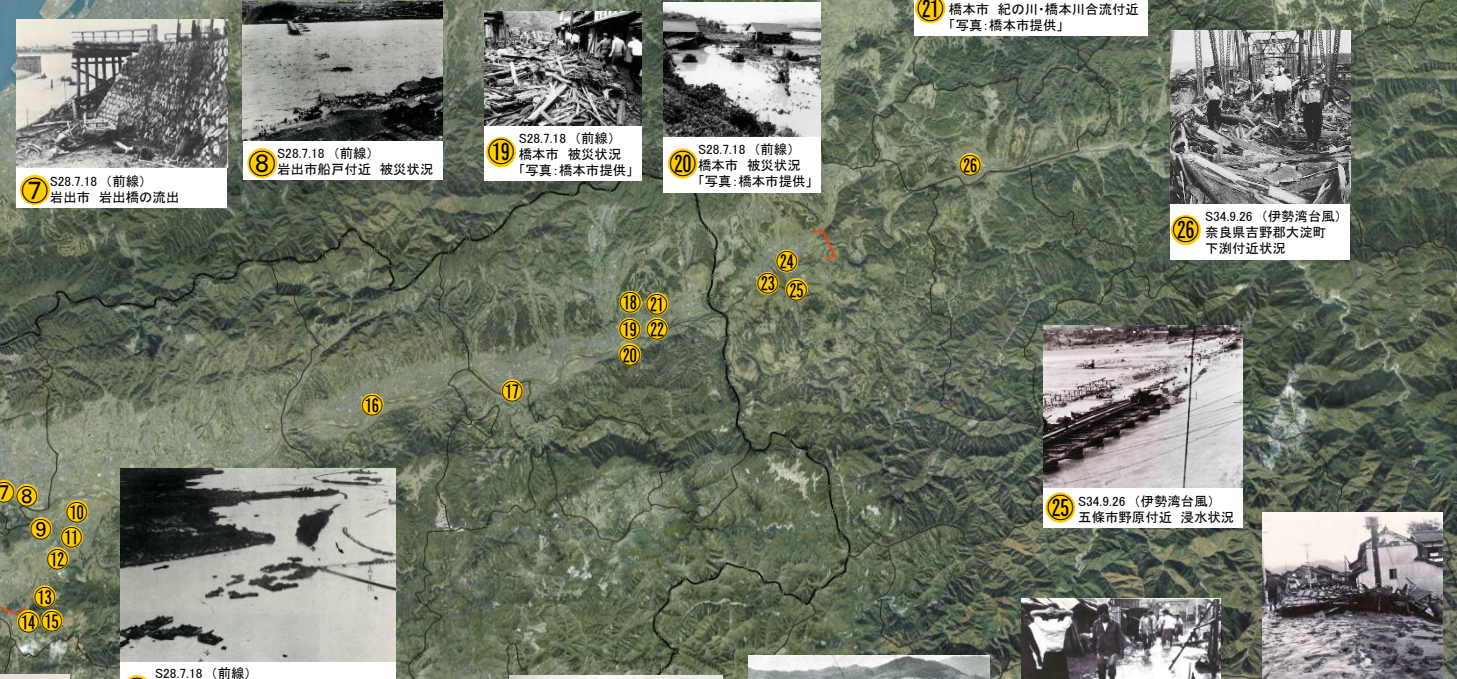 ㉑
橋本市 紀の川・橋本川合流付近
「写真：橋本市提供」
⑦
S28.7.18 （前線）
岩出市 岩出橋の流出
⑧
S28.7.18 （前線）
岩出市船戸付近 被災状況
⑲
S28.7.18 （前線）
橋本市 被災状況
「写真：橋本市提供」
⑳
S28.7.18 （前線）
橋本市 被災状況
「写真：橋本市提供」
㉖
S34.9.26 （伊勢湾台風）
奈良県吉野郡大淀町
下渕付近状況
㉖
㉔
㉓ ㉕
⑱ ㉑
⑲ ㉒
⑳
⑰
⑯
㉕
S34.9.26 （伊勢湾台風）
五條市野原付近 浸水状況
⑦ ⑧
⑩
⑨
⑪
⑫
⑬
⑭ ⑮
S28.7.18 （前線）